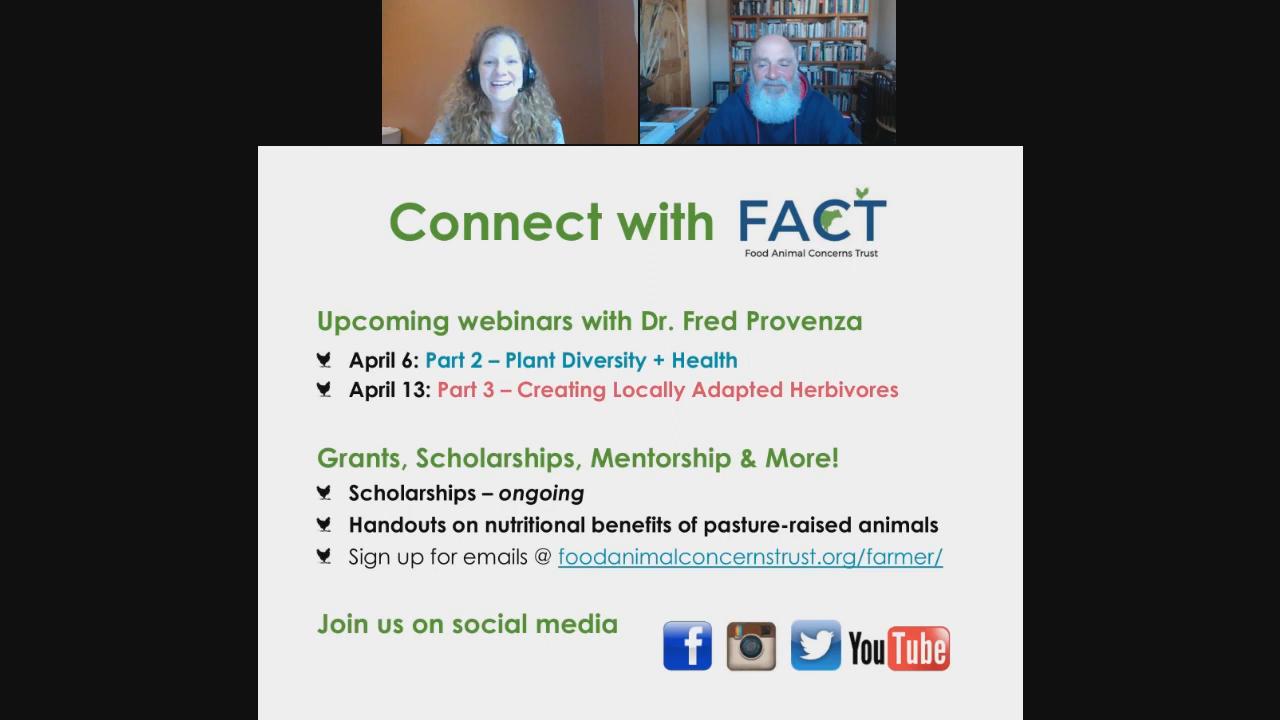 Connect with FACT
Food Animal Concerns Trust
Upcoming webinars with Dr. Fred Provenza
April 6: Part 2 – Plant Diversity + Health
April 13: Part 3 – Creating Locally Adapted Herbivores
Grants, Scholarships, Mentorship & More!
Scholarships – ongoing
Handouts on nutritional benefits of pasture-raised animals
Sign up for emails @ foodanimalconcernstrust.org/farmer/
Join us on social media
f
YouTube